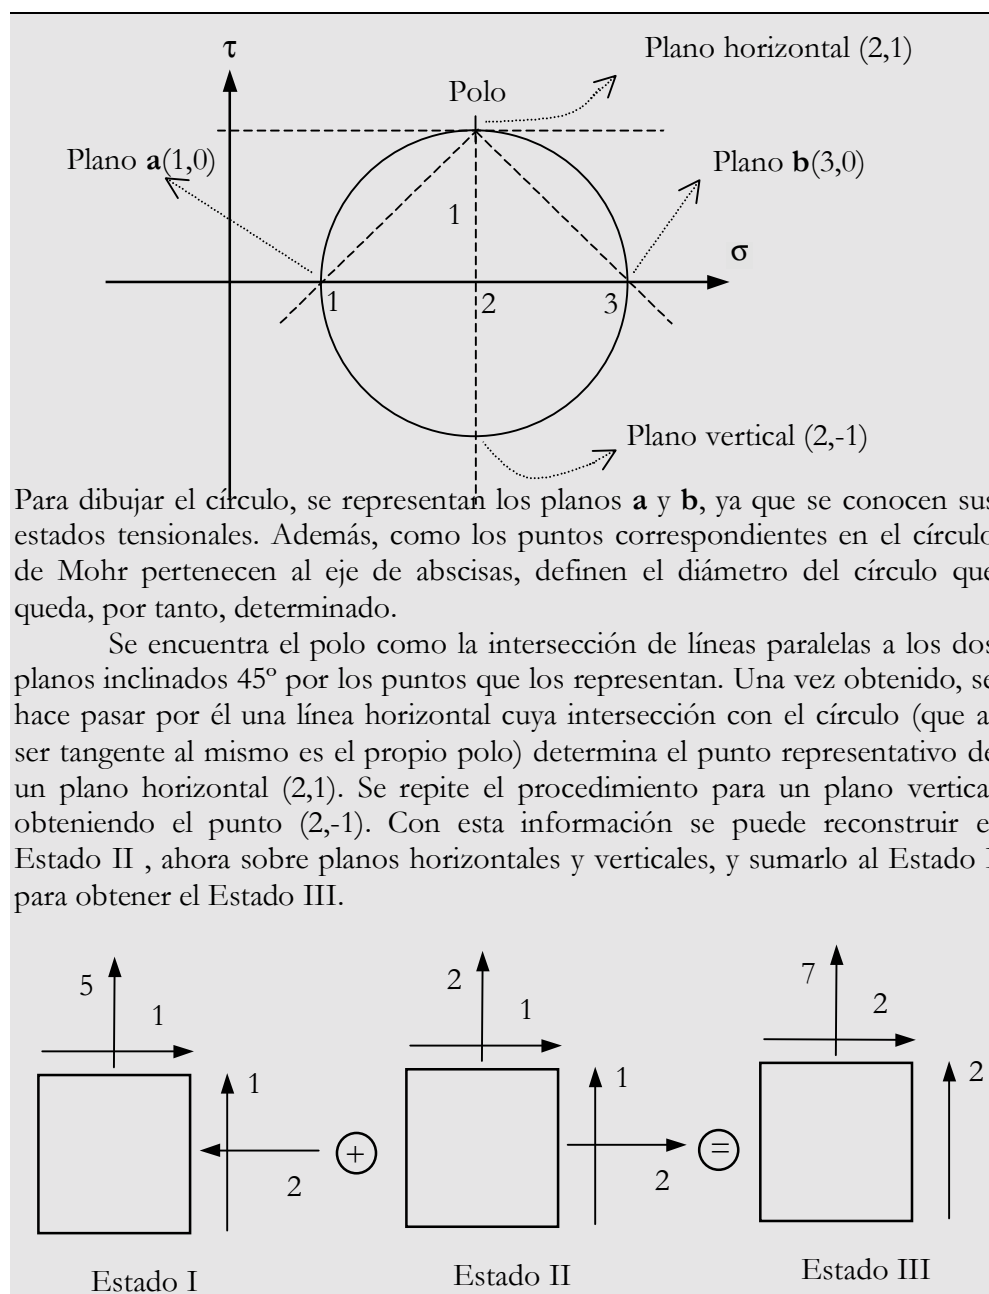 τ
Plano horizontal (2,1)
Polo
Plano a(1,0)
Plano b(3,0)
1
σ
1
2
3
Plano vertical (2,-1)
Para dibujar el círculo, se representan los planos a y b, ya que se conocen sus
estados tensionales. Además, como los puntos correspondientes en el círculo
de Mohr pertenecen al eje de abscisas, definen el diámetro del círculo que
queda, por tanto, determinado.
Se encuentra el polo como la intersección de líneas paralelas a los dos
planos inclinados 45º por los puntos que los representan. Una vez obtenido, se
hace pasar por él una línea horizontal cuya intersección con el círculo (que a
ser tangente al mismo es el propio polo) determina el punto representativo de
un plano horizontal (2,1). Se repite el procedimiento para un plano vertica
obteniendo el punto (2,-1). Con esta información se puede reconstruir e
Estado II , ahora sobre planos horizontales y verticales, y sumarlo al Estado I
para obtener el Estado III.
5
1
1
2
+
2
1
1
2
=
7
2
2
Estado I
Estado II
Estado III